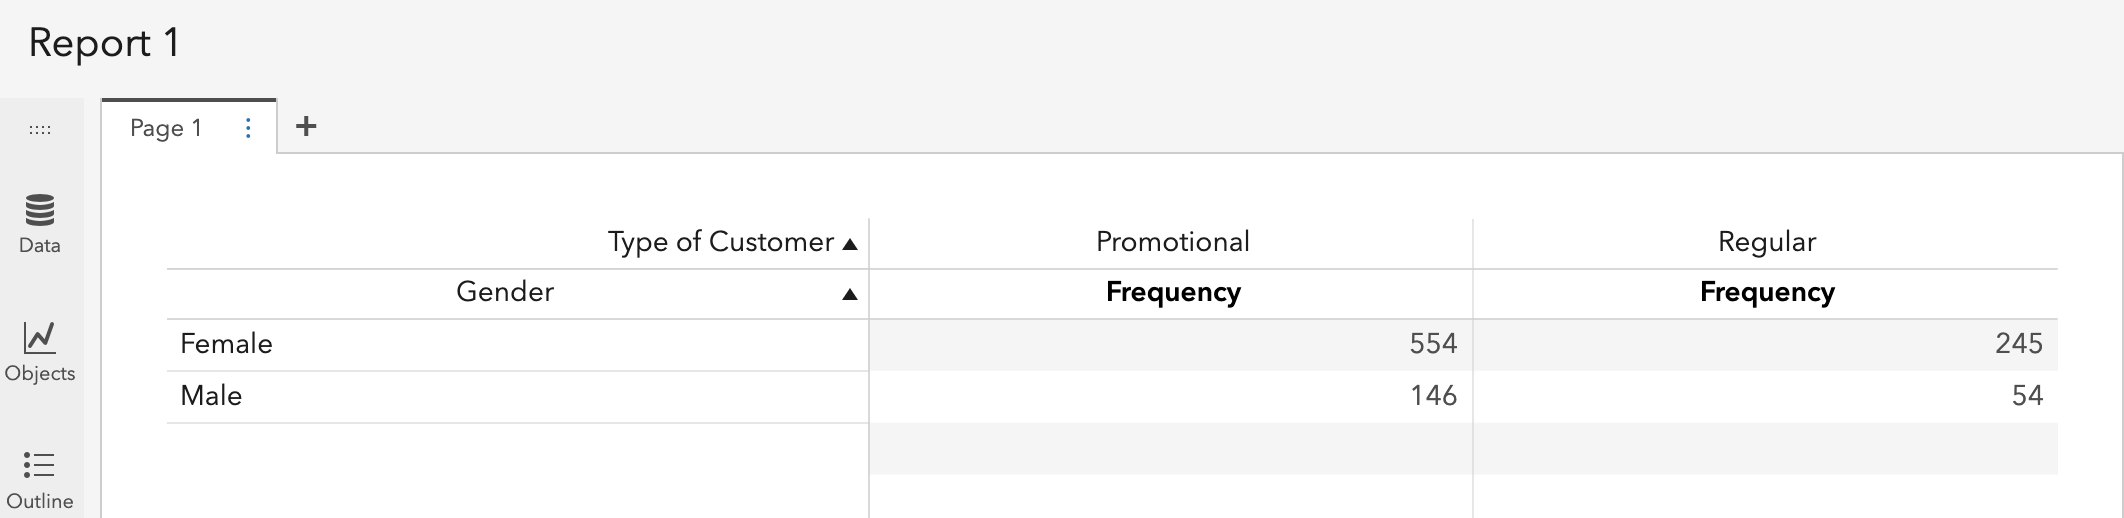 Report 1
Page 1
Data
Objects
Outline
Type of Customer Promotional Regular
Gender Frequency Frequency
Female 554 245
Male 146 54